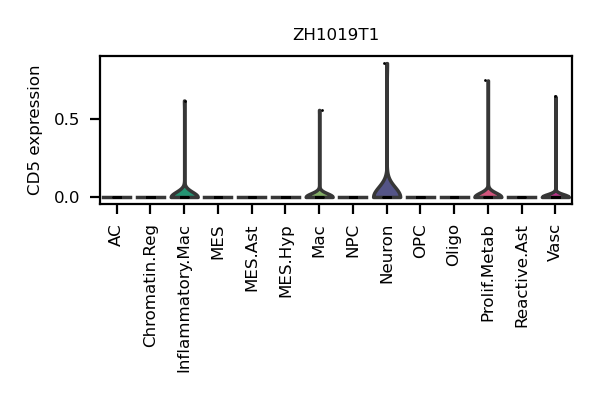 ZH1019T1
CD5 expression
0.5
0.0
AC
Chromatin.Reg
Inflammatory.Mac
MES
MES.Ast
MES.Hyp
Mac
NPC
Neuron
OPC
Oligo
Prolif.Metab
Reactive.Ast
Vasc